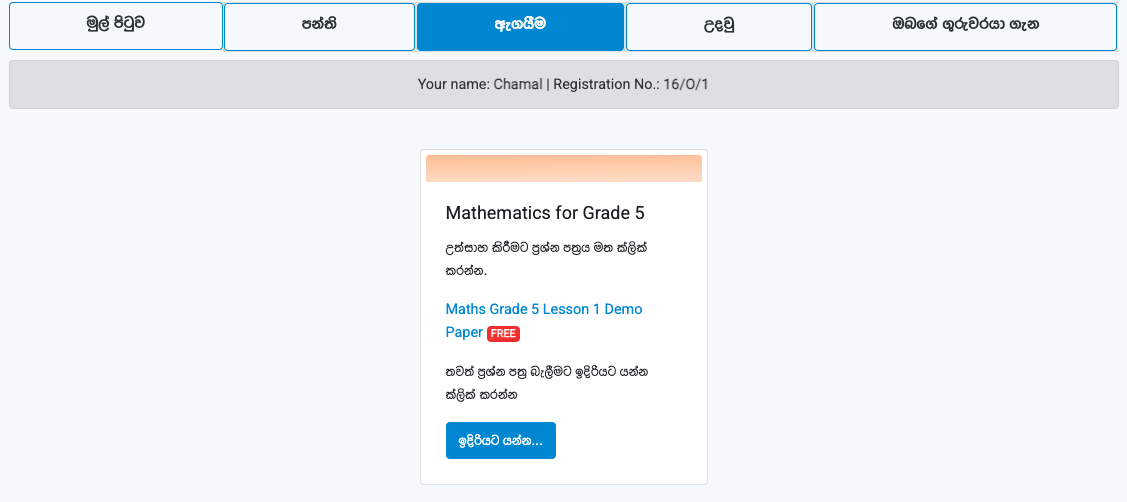 මුල් පිටුව
පන්ති
ඇගයීම
උදවු
ඔබගේ ගුරුවරයා ගැන
Your name: Chamal | Registration No.: 16/O/1
Mathematics for Grade 5
උත්සාහ කිරීමට ප්‍රශ්න පත්‍රය මත ක්ලික්
කරන්න.
Maths Grade 5 Lesson 1 Demo
Paper FREE
තවත් ප්‍රශ්න පත්‍ර බැලීමට ඉදිරියට යන්න
ක්ලික් කරන්න
ඉදිරියට යන්න...